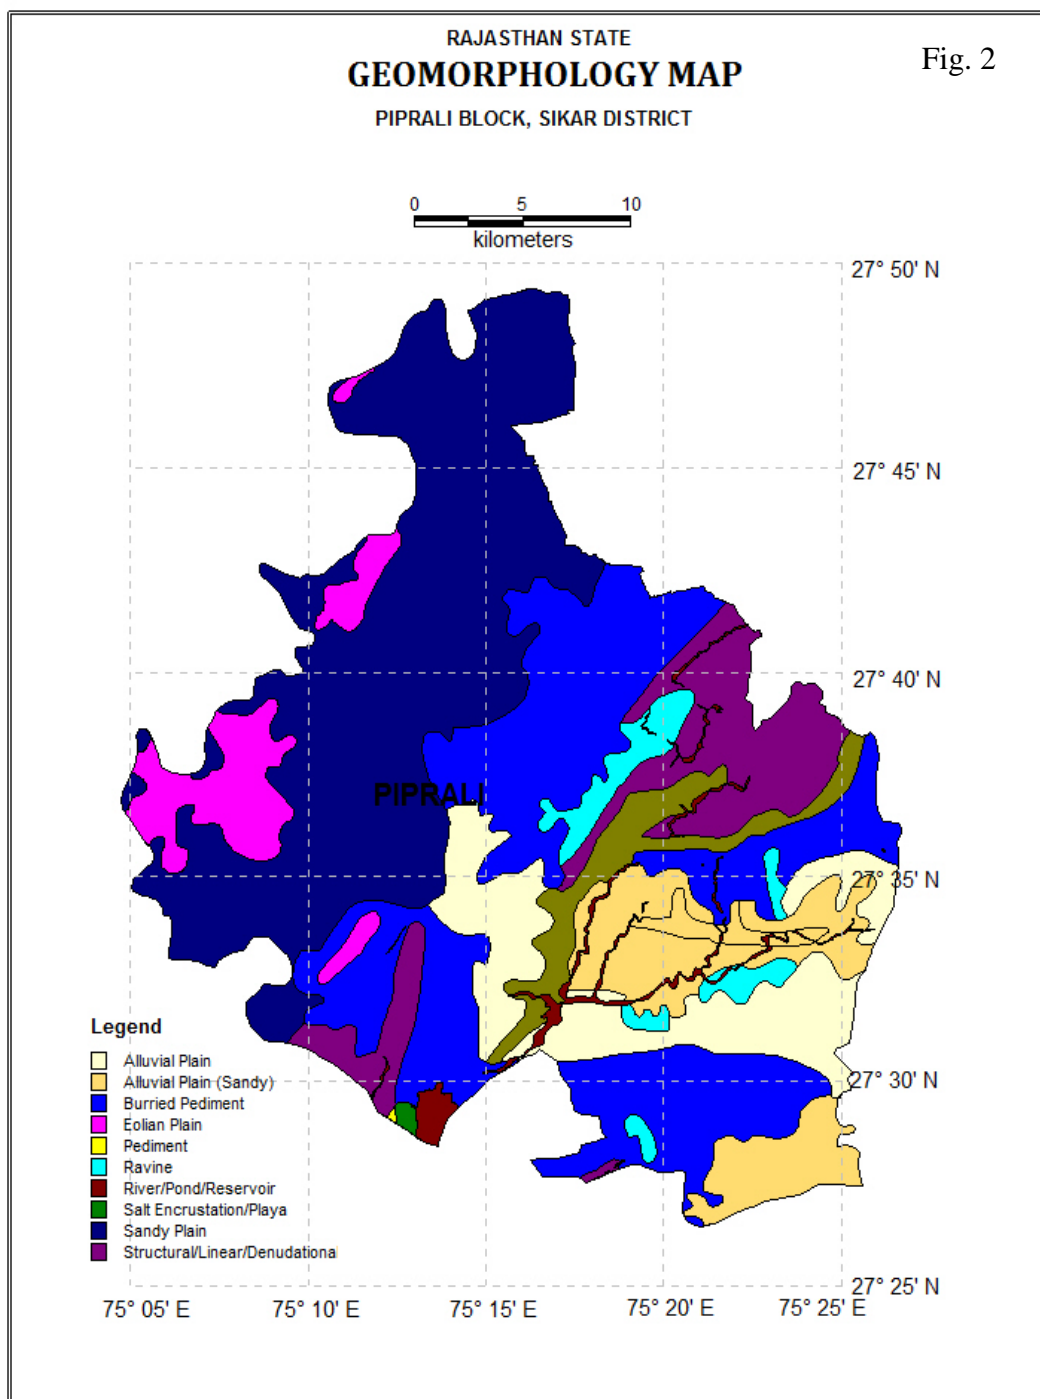 RAJASTHAN STATE
Fig. 2
GEOMORPHOLOGY MAP
PIPRALI BLOCK, SIKAR DISTRICT
0 5 10
kilometers
27° 50' N
27° 45' N
27° 40' N
PIPRALI
27° 35' N
Legend
Alluvial Plain
Alluvial Plain (Sandy)
27° 30' N
Burried Pediment
Eolian Plain
Pediment
Ravine
River/Pond/Reservoir
Salt Encrustation/Playa
Sandy Plain
Structural/Linear/Denudational
27° 25' N
75° 05' E 75° 10' E 75° 15' E 75° 20' E 75° 25' E